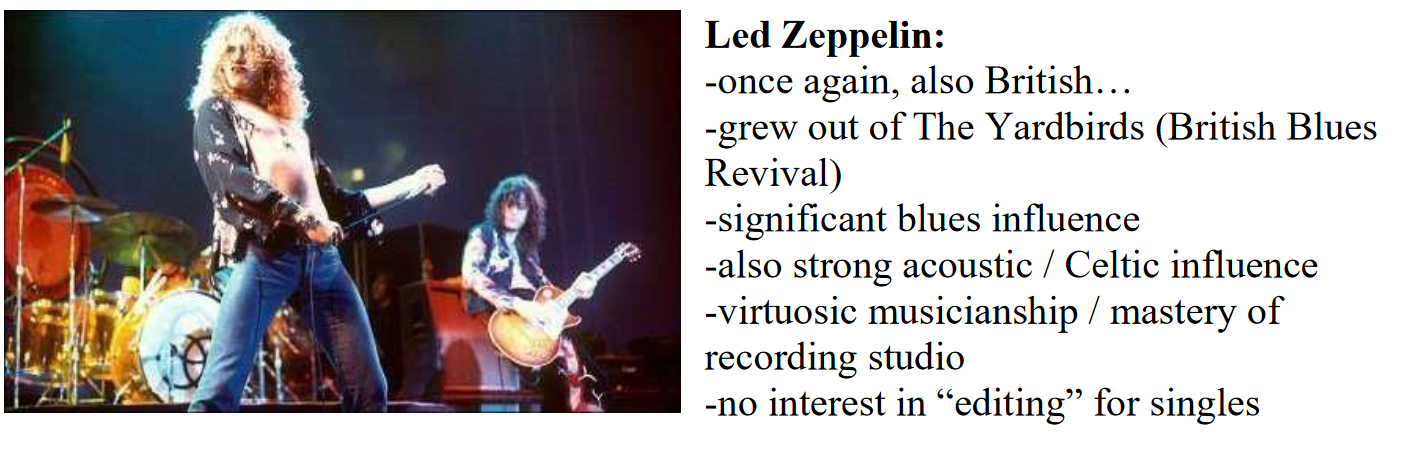 Led Zeppelin:
-once again, also British…
-grew out of The Yardbirds (British Blues
Revival)
-significant blues influence
-also strong acoustic / Celtic influence
-virtuosic musicianship / mastery of
recording studio
-no interest in “editing” for singles